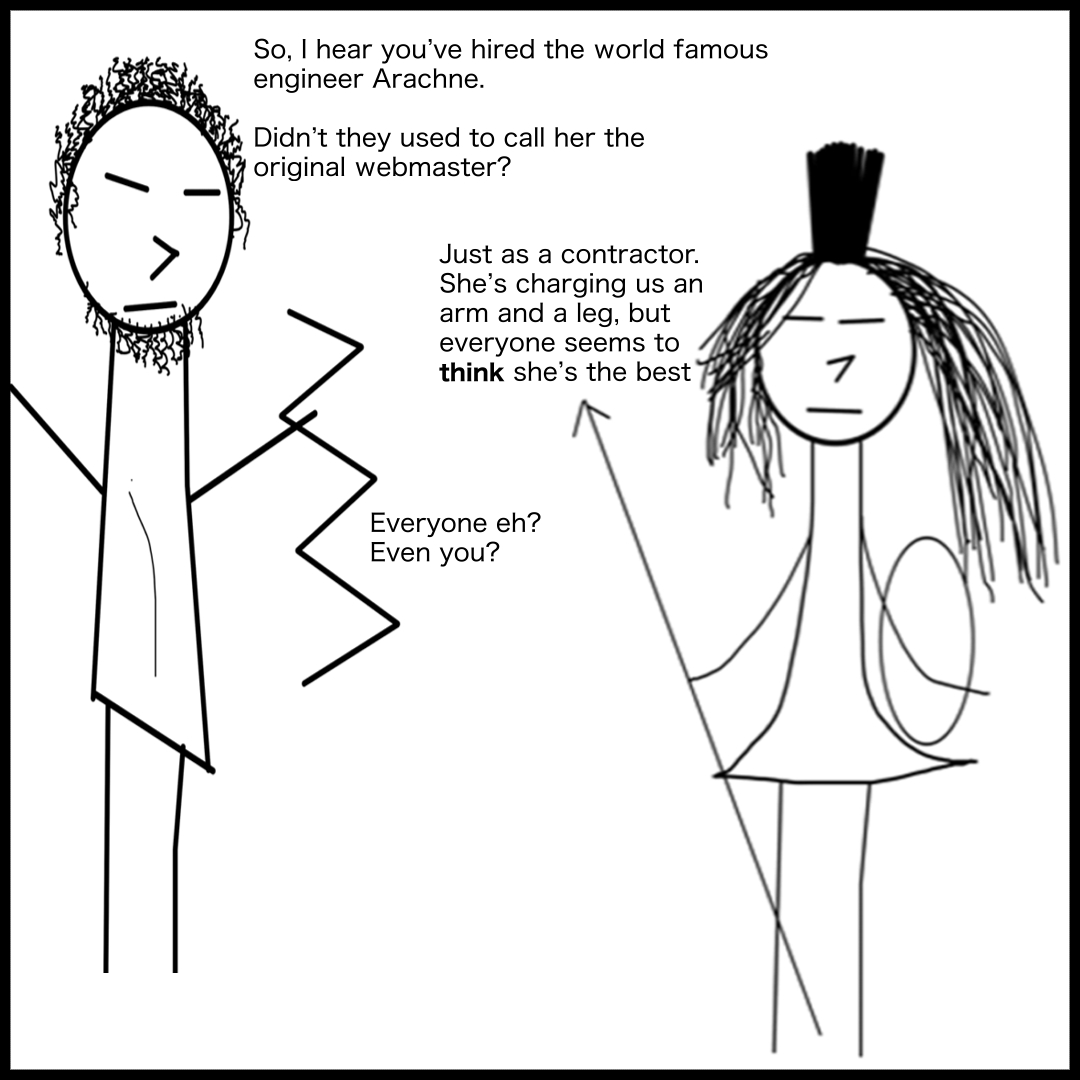 So, I hear you’ve hired the world famous
engineer Arachne.
Didn’t they used to call her the
original webmaster?
Just as a contractor.
She’s charging us an
arm and a leg, but
everyone seems to
think she’s the best
Everyone eh?
Even you?